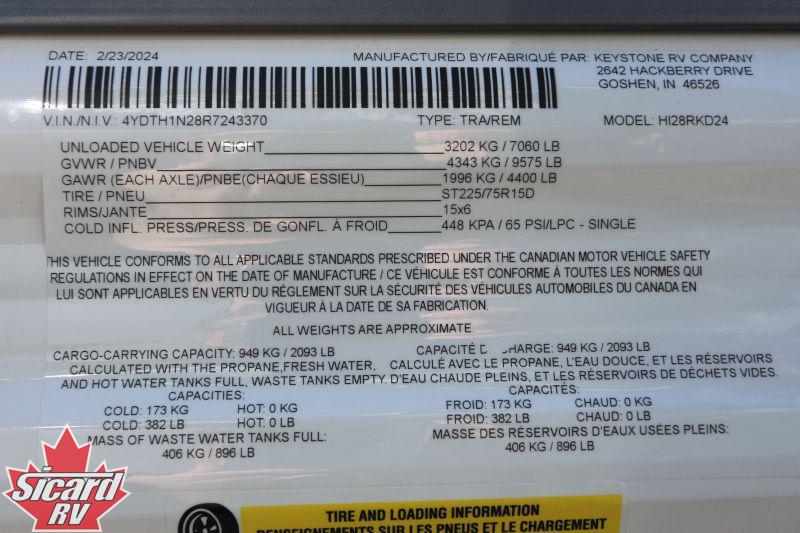 DATE: 2/23/2024 MANUFACTURED BY/FABRIQUÉ PAR: KEYSTONE RV COMPANY
2642 HACKBERRY DRIVE
GOSHEN, IN 46526
V.I.N./N.I.V.: 4YDTH1N28R7243370 TYPE: TRA/REM MODEL: HI28RKD24
UNLOADED VEHICLE WEIGHT 3202 KG / 7060 LB
GVWR / PNBV 4343 KG / 9575 LB
GAWR (EACH AXLE)/PNBE(CHAQUE ESSIEU) 1996 KG / 4400 LB
TIRE / PNEU ST225/75R15D
RIMS/JANTE 15x6
COLD INFL. PRESS/PRESS. DE GONFL. À FROID 448 KPA / 65 PSI/LPC - SINGLE
THIS VEHICLE CONFORMS TO ALL APPLICABLE STANDARDS PRESCRIBED UNDER THE CANADIAN MOTOR VEHICLE SAFETY
REGULATIONS IN EFFECT ON THE DATE OF MANUFACTURE / CE VÉHICULE EST CONFORME À TOUTES LES NORMES QUI
LUI SONT APPLICABLES EN VERTU DU RÉGLEMENT SUR LA SÉCURITÉ DES VÉHICULES AUTOMOBILES DU CANADA EN
VIGUEUR À LA DATE DE SA FABRICATION.
ALL WEIGHTS ARE APPROXIMATE.
CARGO-CARRYING CAPACITY: 949 KG / 2093 LB
CALCULATED WITH THE PROPANE,FRESH WATER,
AND HOT WATER TANKS FULL, WASTE TANKS EMPTY.
CAPACITIES:
COLD: 173 KG HOT: 0 KG
COLD: 382 LB HOT: 0 LB
MASS OF WASTE WATER TANKS FULL:
406 KG / 896 LB
CAPACITÉ D CHARGE: 949 KG / 2093 LB
CALCULÉ AVEC LE PROPANE, L'EAU DOUCE, ET LES RÉSERVOIRS
D'EAU CHAUDE PLEINS, ET LES RÉSERVOIRS DE DÉCHETS VIDES.
CAPACITÉS:
FROID: 173 KG CHAUD: 0 KG
FROID: 382 LB CHAUD: 0 LB
MASSE DES RÉSERVOIRS D'EAUX USÉES PLEINS:
406 KG / 896 LB
TIRE AND LOADING INFORMATION
RENSEIGNEMENTS SUR LES PNEUS ET LE CHARGEMENT
Sicard
RV